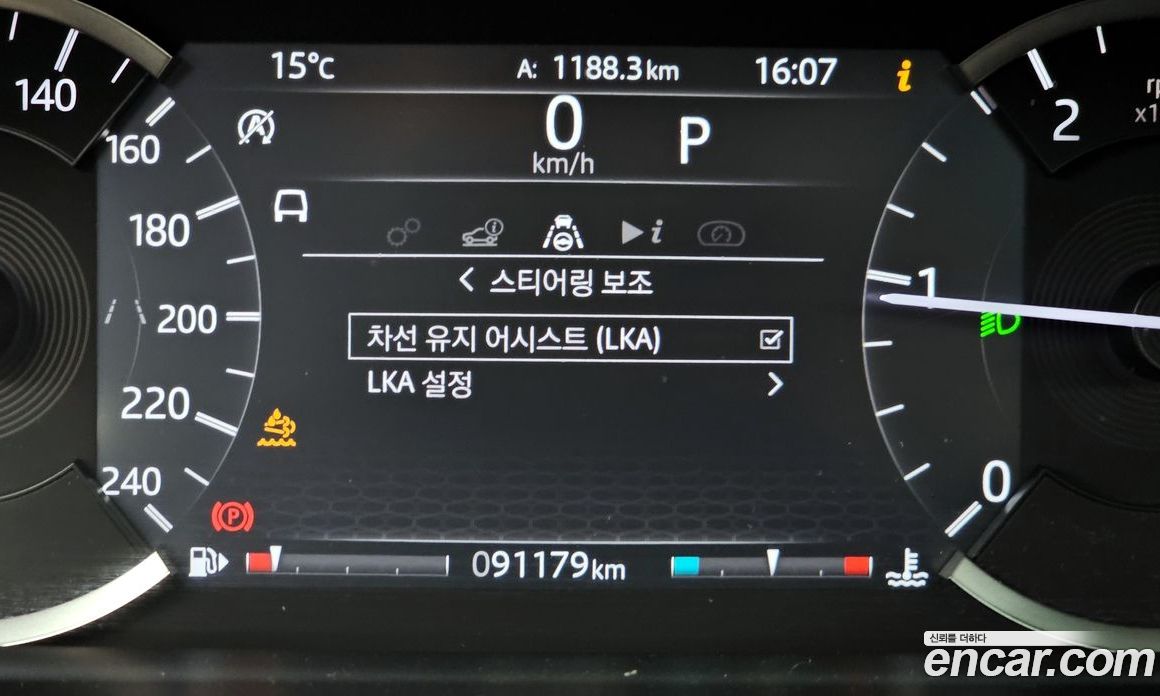 15°C A: 1188.3 km 16:07 i
140
160
180
200
220
240
0
km/h
P
i
스티어링 보조
차선 유지 어시스트 (LKA)
LKA 설정
2
1
0
P
091179 km
신뢰를 더하다
encar.com